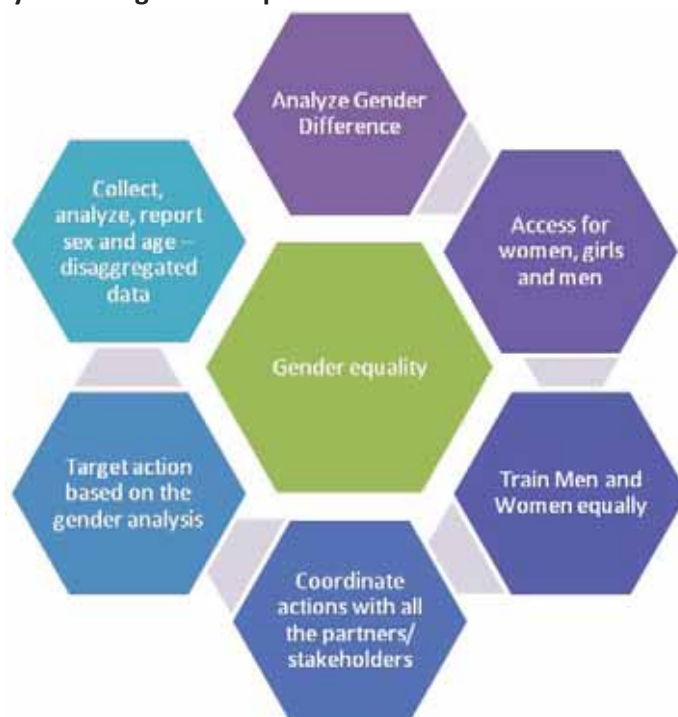 Analyze Gender
Difference
Access for
women, girls
and men
Train Men and
Women equally
Coordinate
actions with all
the partners/
stakeholders
Target action
based on the
gender analysis
Collect,
analyze, report
sex and age –
disaggregated
data
Gender equality